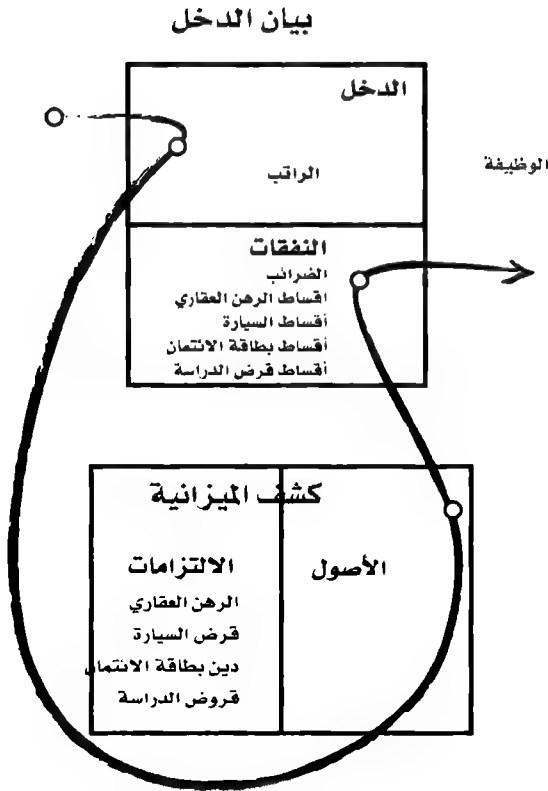 بيان الدخل
الدخل
الراتب
الوظيفة
النفقات
الضرائب
اقساط الرهن العقاري
أقساط السيارة
أقساط بطاقة الائتمان
أقساط قرض الدراسة
كشف الميزانية
الأصول
الالتزامات
الرهن العقاري
قرض السيارة
دين بطاقة الائتمان
قروض الدراسة